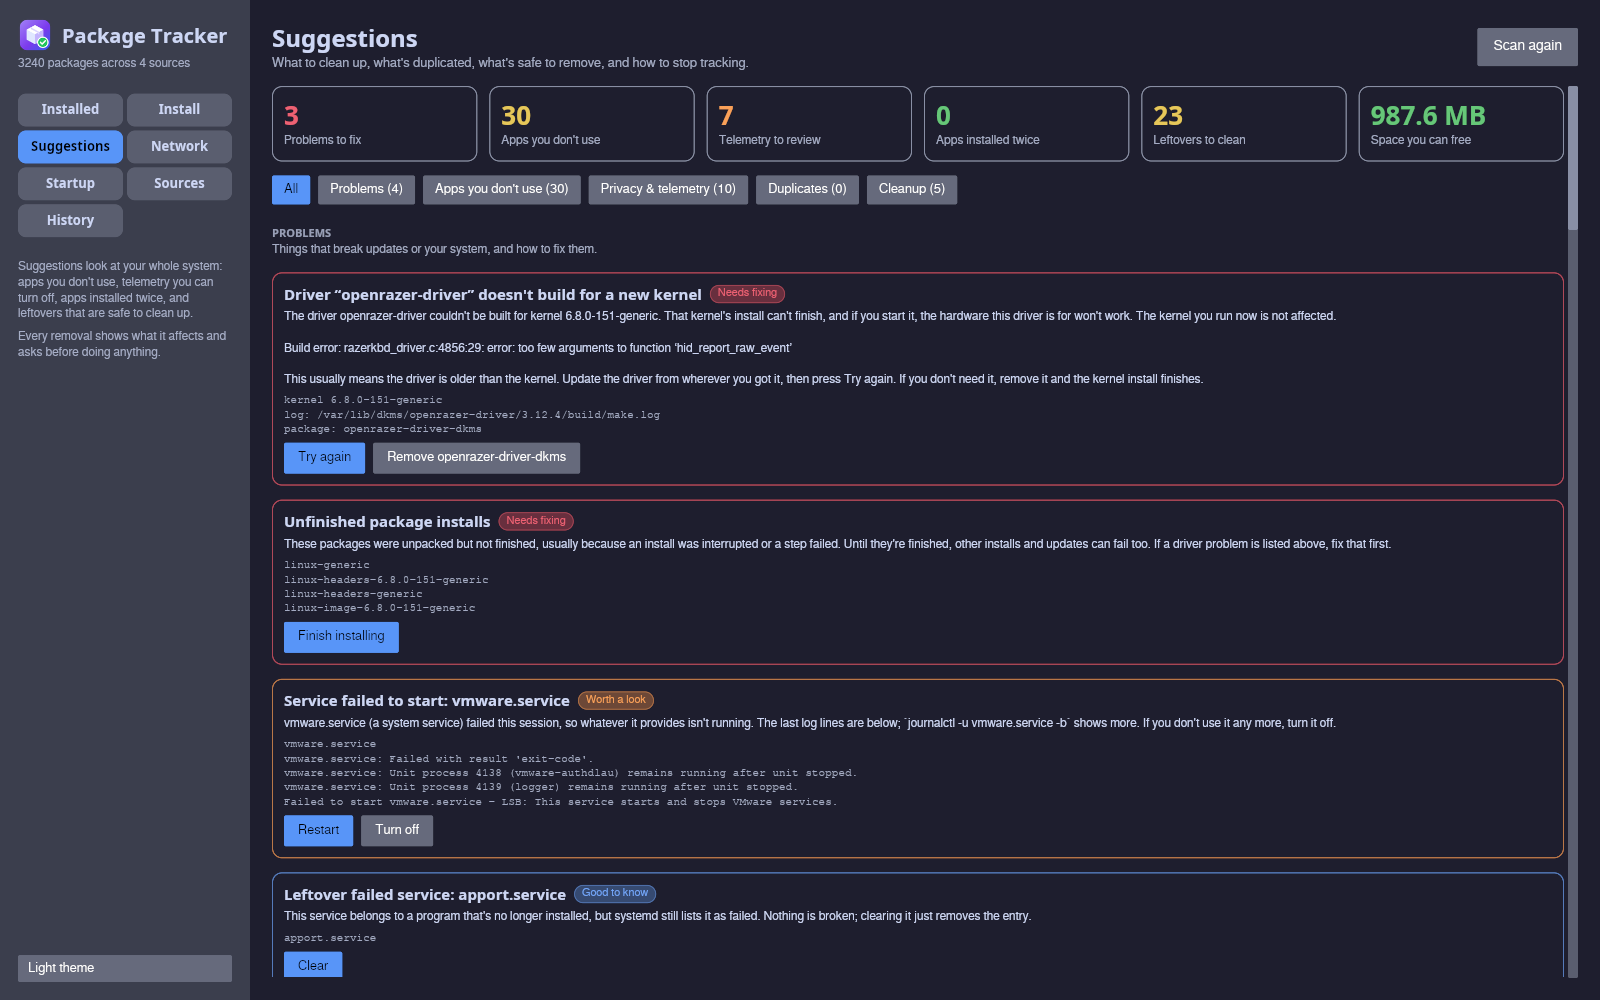 Package Tracker
3240 packages across 4 sources
Installed
Install
Suggestions
Network
Startup
Sources
History
Suggestions look at your whole system:
apps you don't use, telemetry you can
turn off, apps installed twice, and
leftovers that are safe to clean up.
Every removal shows what it affects and
asks before doing anything.
Light theme
Suggestions
What to clean up, what's duplicated, what's safe to remove, and how to stop tracking.
Scan again
3
Problems to fix
30
Apps you don't use
7
Telemetry to review
0
Apps installed twice
23
Leftovers to clean
987.6 MB
Space you can free
All
Problems (4)
Apps you don't use (30)
Privacy & telemetry (10)
Duplicates (0)
Cleanup (5)
PROBLEMS
Things that break updates or your system, and how to fix them.
Driver “openrazer-driver” doesn't build for a new kernel
Needs fixing
The driver openrazer-driver couldn't be built for kernel 6.8.0-151-generic. That kernel's install can't finish, and if you start it, the hardware this driver is for won't work. The kernel you run now is not affected.
Build error: razerkbd_driver.c:4856:29: error: too few arguments to function ‘hid_report_raw_event’
This usually means the driver is older than the kernel. Update the driver from wherever you got it, then press Try again. If you don't need it, remove it and the kernel install finishes.
kernel 6.8.0-151-generic
log: /var/lib/dkms/openrazer-driver/3.12.4/build/make.log
package: openrazer-driver-dkms
Try again
Remove openrazer-driver-dkms
Unfinished package installs
Needs fixing
These packages were unpacked but not finished, usually because an install was interrupted or a step failed. Until they're finished, other installs and updates can fail too. If a driver problem is listed above, fix that first.
linux-generic
linux-headers-6.8.0-151-generic
linux-headers-generic
linux-image-6.8.0-151-generic
Finish installing
Service failed to start: vmware.service
Worth a look
vmware.service (a system service) failed this session, so whatever it provides isn't running. The last log lines are below; `journalctl -u vmware.service -b` shows more. If you don't use it any more, turn it off.
vmware.service
vmware.service: Failed with result 'exit-code'.
vmware.service: Unit process 4138 (vmware-authdlau) remains running after unit stopped.
vmware.service: Unit process 4139 (logger) remains running after unit stopped.
Failed to start vmware.service - LSB: This service starts and stops VMware services.
Restart
Turn off
Leftover failed service: apport.service
Good to know
This service belongs to a program that's no longer installed, but systemd still lists it as failed. Nothing is broken; clearing it just removes the entry.
apport.service
Clear